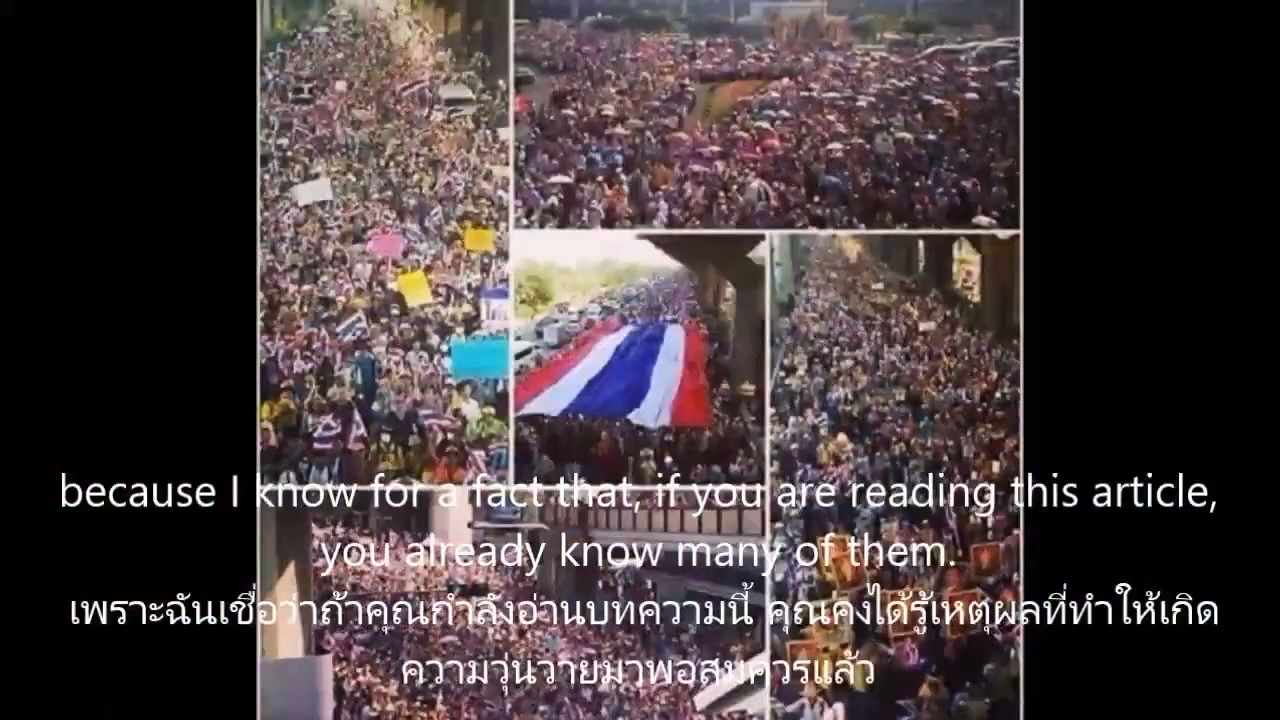 because I know for a fact that, if you are reading this article,
you already know many of them.
เพราะฉันเชื่อว่าถ้าคุณกำลังอ่านบทความนี้ คุณคงได้รู้เหตุผลที่ทำให้เกิด
ความวุ่นวายมาพอสมควรแล้ว